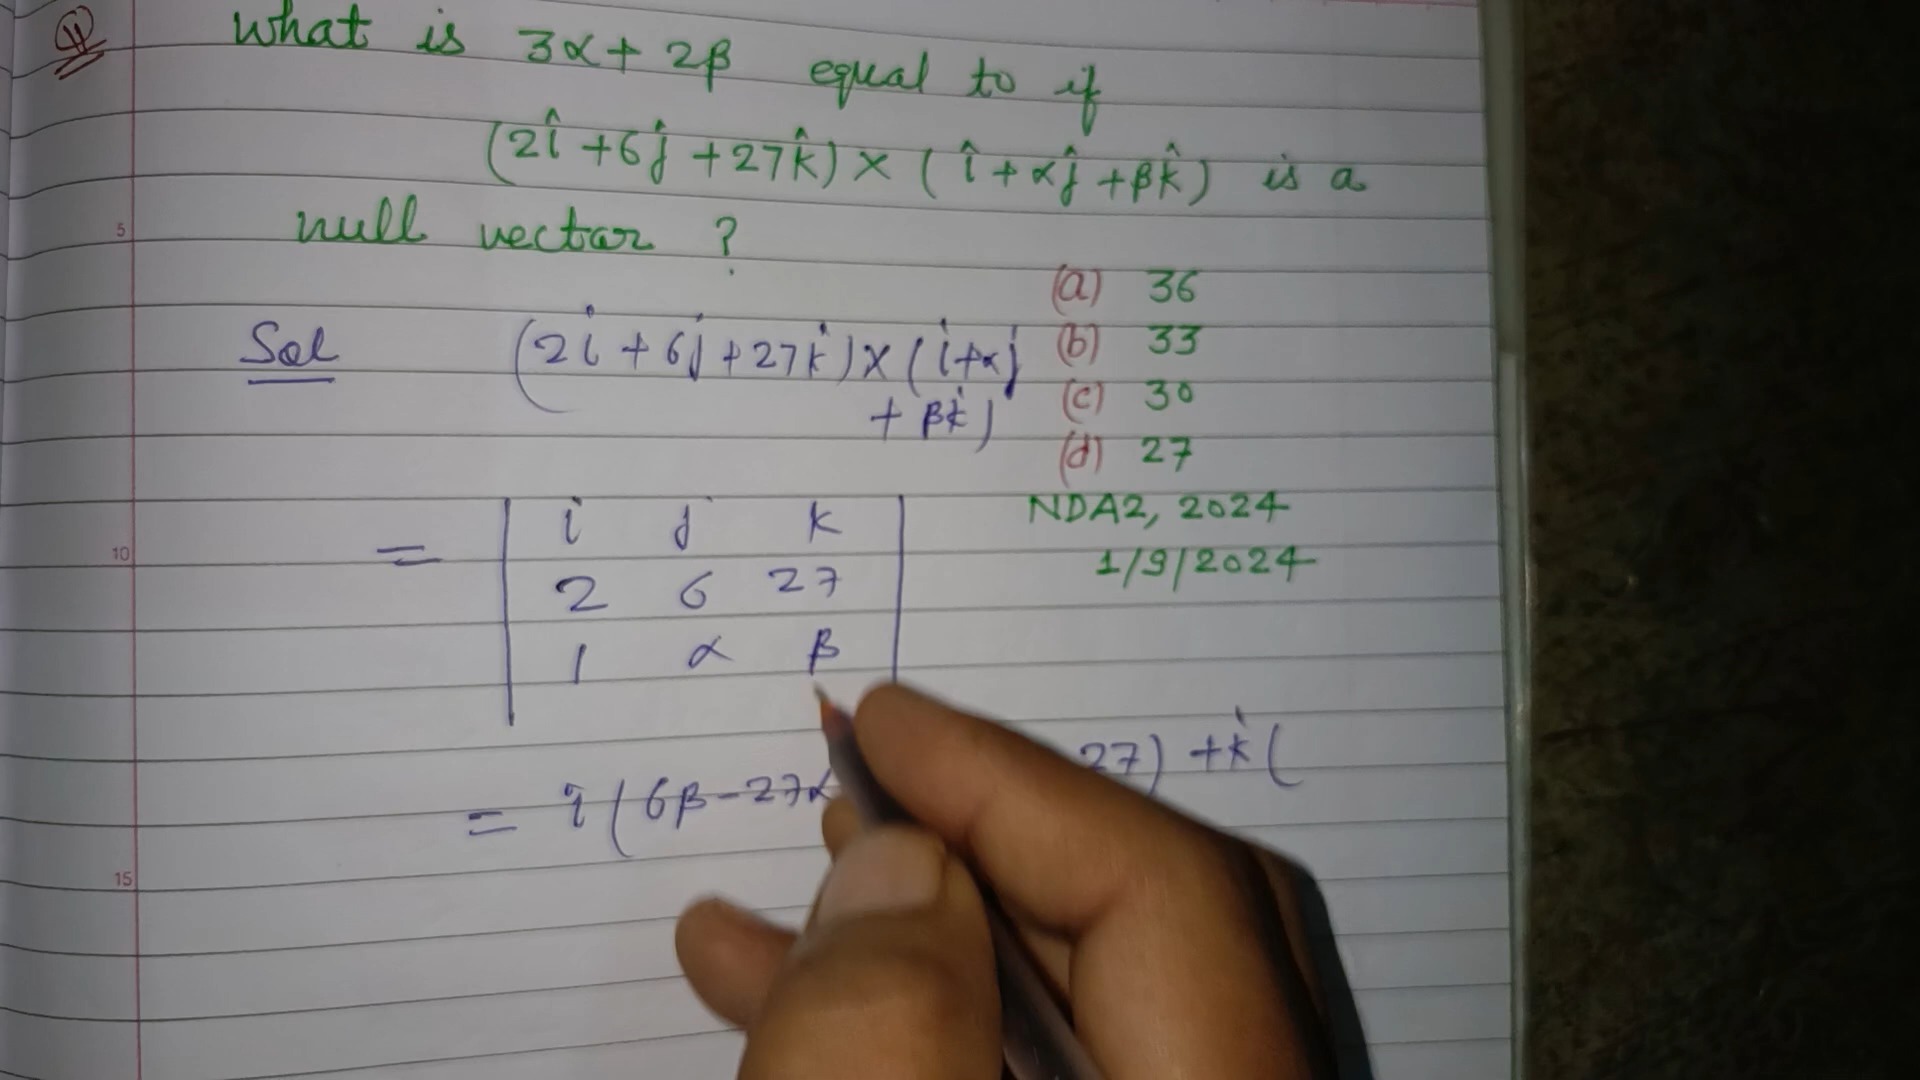 Q
What is 3α + 2β equal to if
(2î + 6ĵ + 27k̂) × (î + αĵ + βk̂) is a
null vector ?
(a) 36
(b) 33
(c) 30
(d) 27
NDA2, 2024
1/9/2024
Sol (2i + 6j + 27k) × (i + αj
+ βk)
= | i j k |
| 2 6 27 |
| 1 α β |
= i (6β - 27α 27) + k (
5
10
15